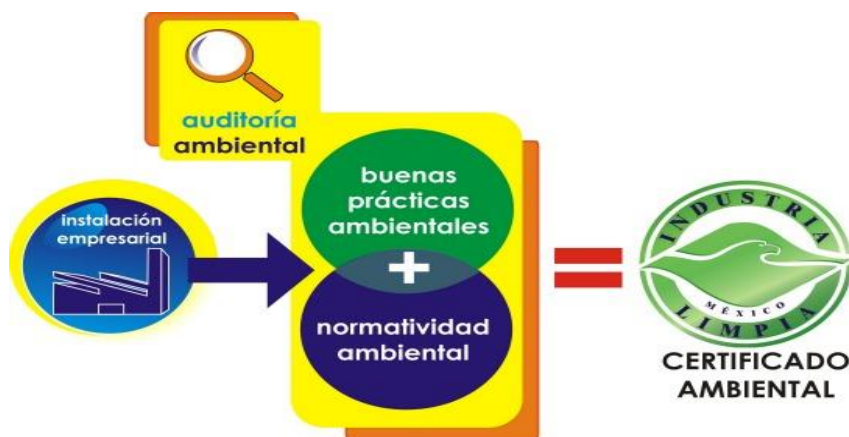 auditoría
ambiental
instalación
empresarial
buenas
prácticas
ambientales
+
normatividad
ambiental
=
INDUSTRIA
MÉXICO
LIMPIA
CERTIFICADO
AMBIENTAL